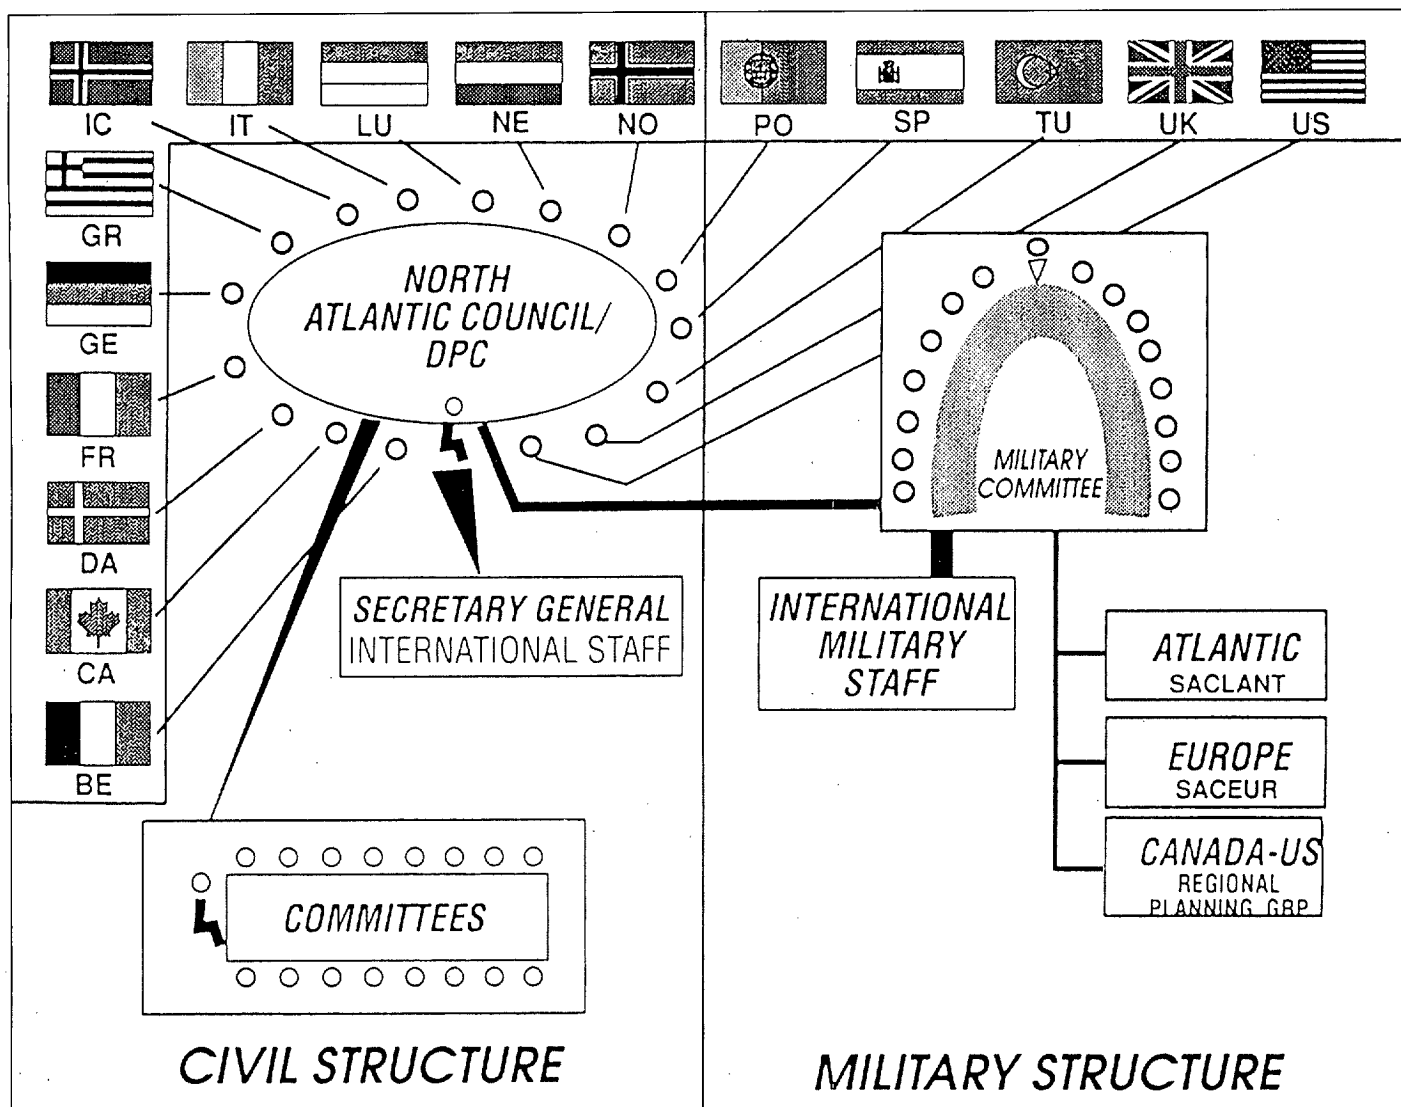 IC
IT
LU
NE
NO
PO
SP
TU
UK
US
GR
GE
FR
DA
CA
BE
NORTH
ATLANTIC COUNCIL/
DPC
MILITARY
COMMITTEE
SECRETARY GENERAL
INTERNATIONAL STAFF
INTERNATIONAL
MILITARY
STAFF
ATLANTIC
SACLANT
EUROPE
SACEUR
CANADA-US
REGIONAL
PLANNING GRP
COMMITTEES
CIVIL STRUCTURE
MILITARY STRUCTURE